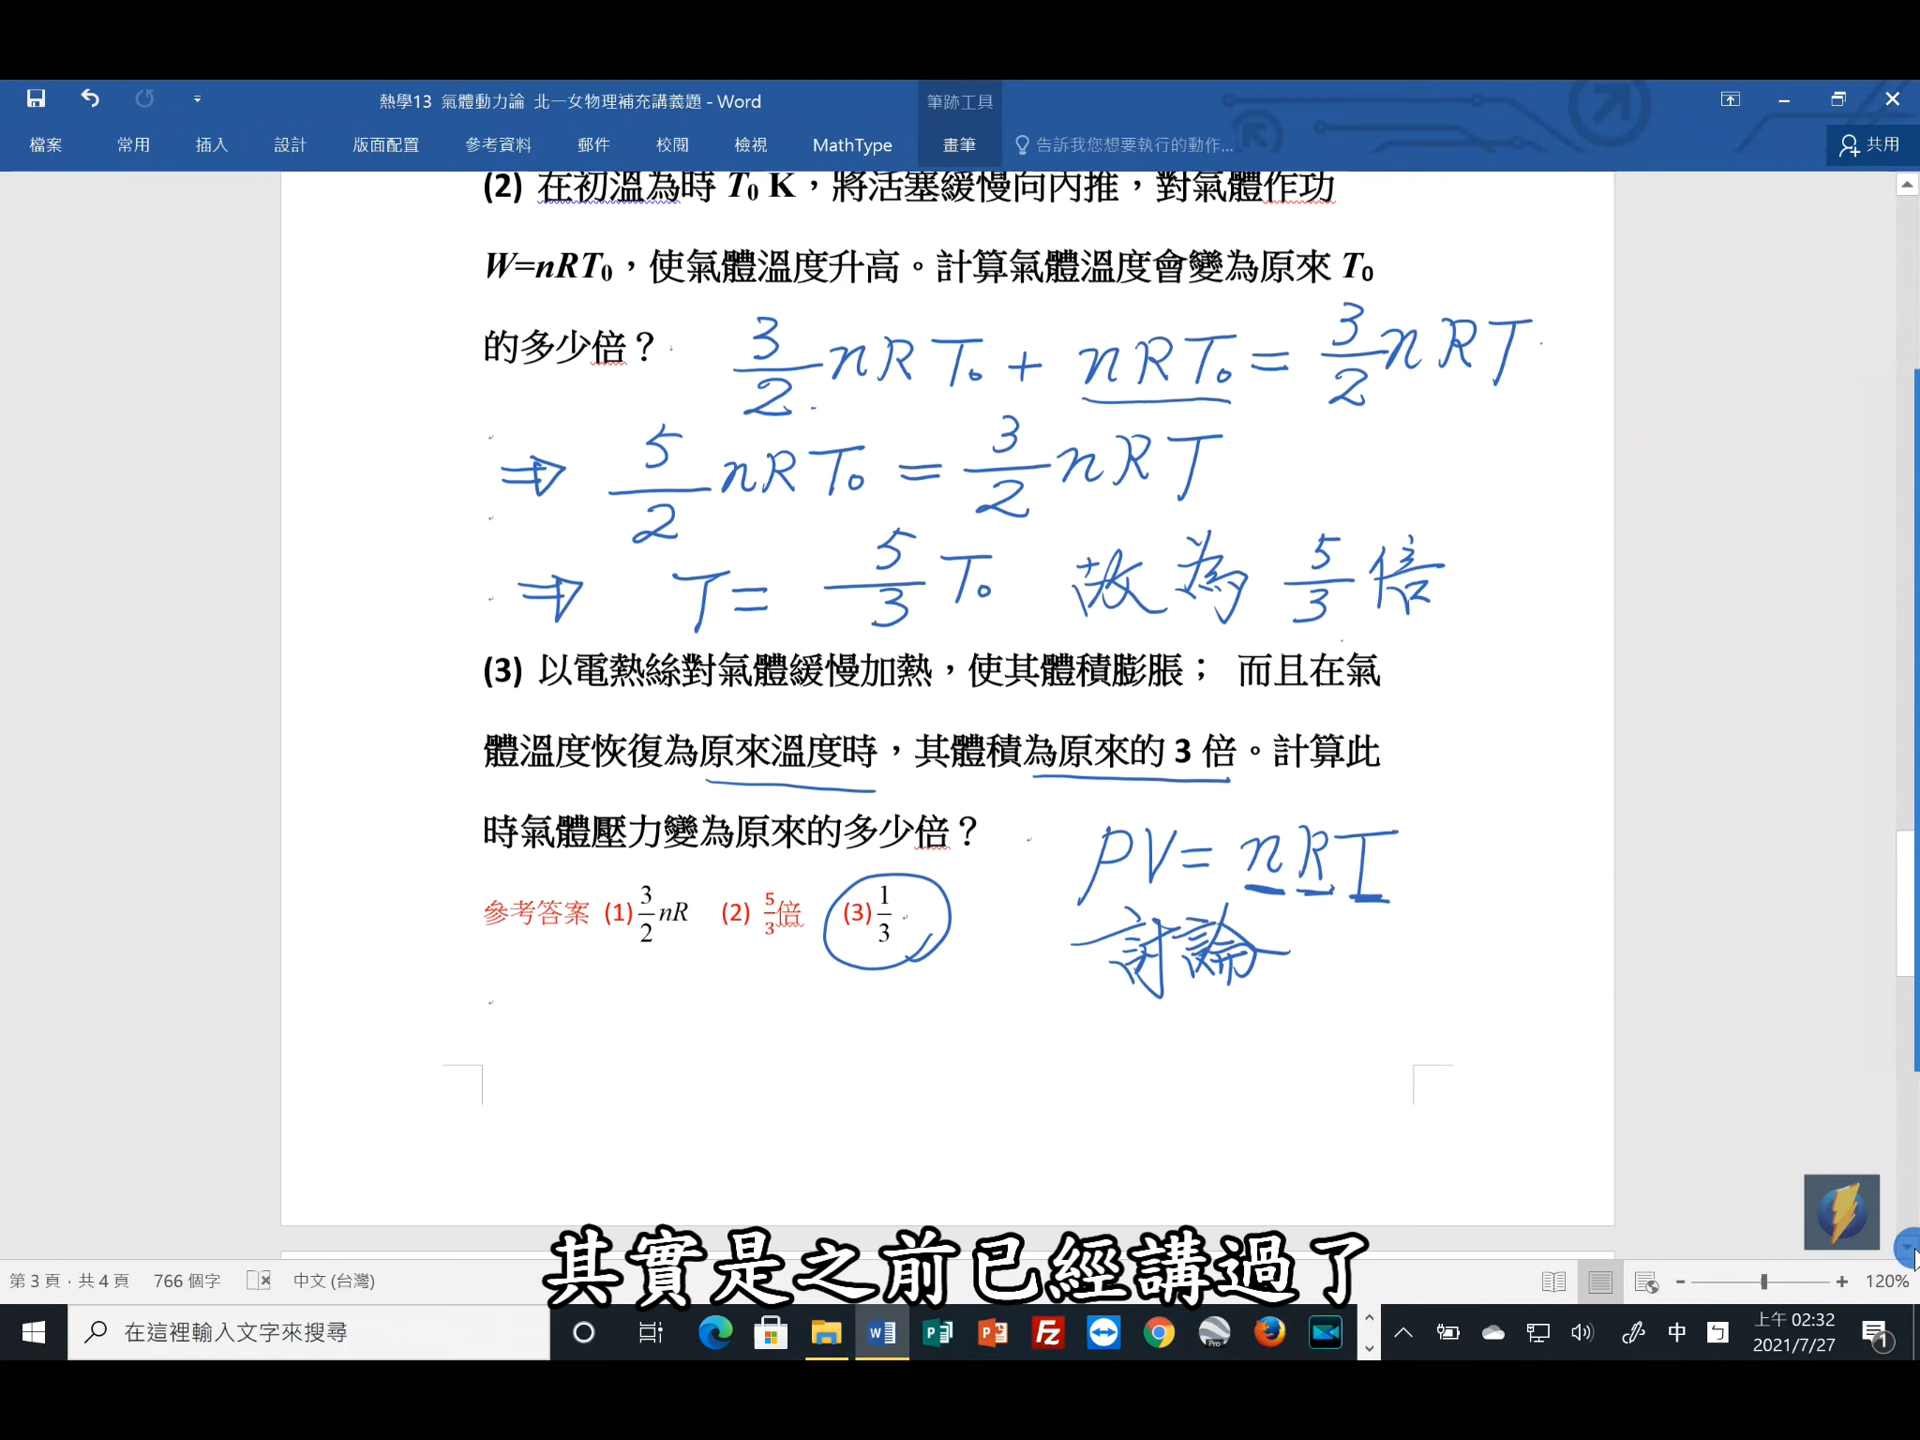 熱學13 氣體動力論 北一女物理補充講義題 - Word
筆跡工具
檔案 常用 插入 設計 版面配置 參考資料 郵件 校閱 檢視 MathType 畫筆 告訴我您想要執行的動作... 共用
(2) 在初溫為時 T₀ K，將活塞緩慢向內推，對氣體作功
W=nRT₀，使氣體溫度升高。計算氣體溫度會變為原來 T₀
的多少倍？ 3/2 nRT₀ + nRT₀ = 3/2 nRT
⇒ 5/2 nRT₀ = 3/2 nRT
⇒ T = 5/3 T₀ 故為 5/3 倍
(3) 以電熱絲對氣體緩慢加熱，使其體積膨脹； 而且在氣
體溫度恢復為原來溫度時，其體積為原來的 3 倍。計算此
時氣體壓力變為原來的多少倍？ PV = nRT
參考答案 (1) 3/2 nR (2) 5/3倍 (3) 1/3
討論
其實是之前已經講過了
第 3 頁，共 4 頁 766 個字 中文 (台灣) 120%
在這裡輸入文字來搜尋
中
上午 02:32
2021/7/27
1